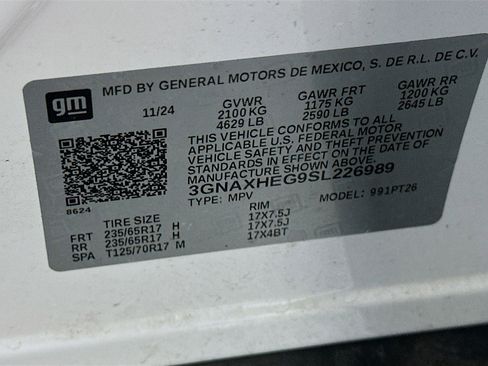 gm
MFD BY GENERAL MOTORS DE MEXICO, S. DE R.L. DE C.V.
11/24 GVWR GAWR FRT GAWR RR
2100 KG 1175 KG 1200 KG
4629 LB 2590 LB 2645 LB
THIS VEHICLE CONFORMS TO ALL
APPLICABLE U.S. FEDERAL MOTOR
VEHICLE SAFETY AND THEFT PREVENTION
STANDARDS IN EFFECT ON THE DATE OF
MANUFACTURE SHOWN ABOVE.
3GNAXHEG9SL226989
TYPE: MPV MODEL: 991PT26
8624
TIRE SIZE RIM
FRT 235/65R17 H 17X7.5J
RR 235/65R17 H 17X7.5J
SPA T125/70R17 M 17X4BT